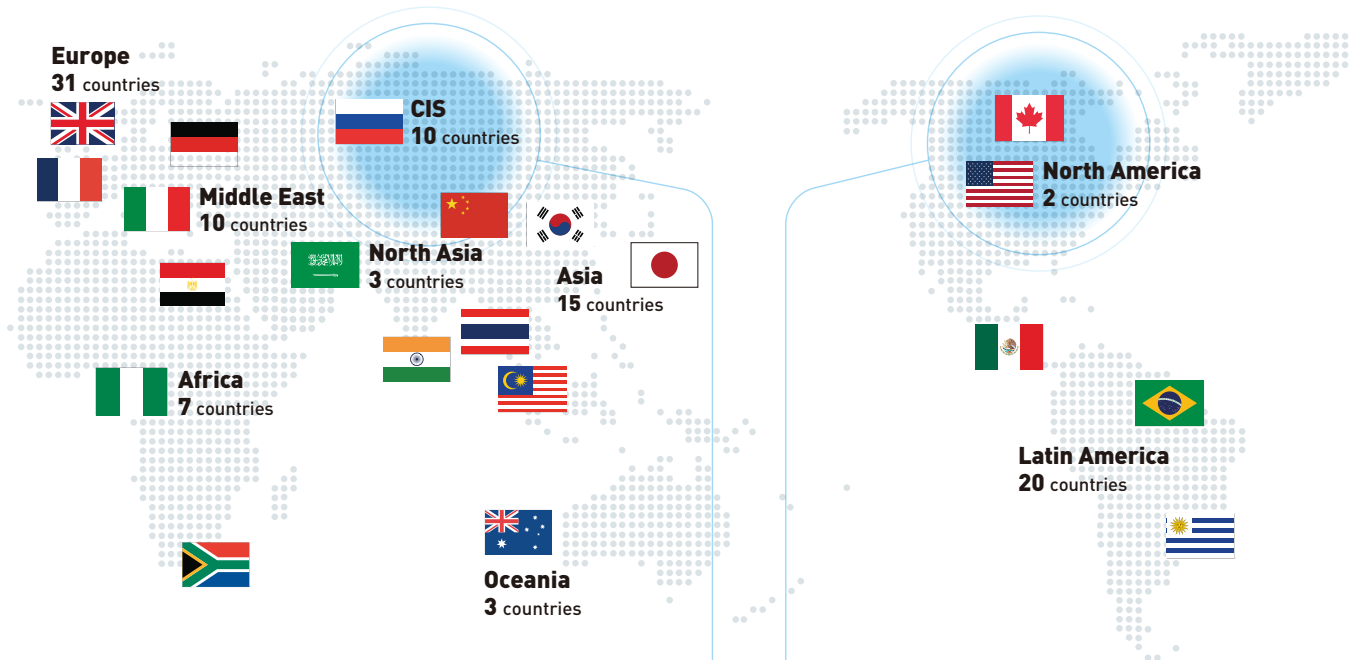 Europe
31 countries
CIS
10 countries
North America
2 countries
Middle East
10 countries
North Asia
3 countries
Asia
15 countries
Africa
7 countries
Latin America
20 countries
Oceania
3 countries